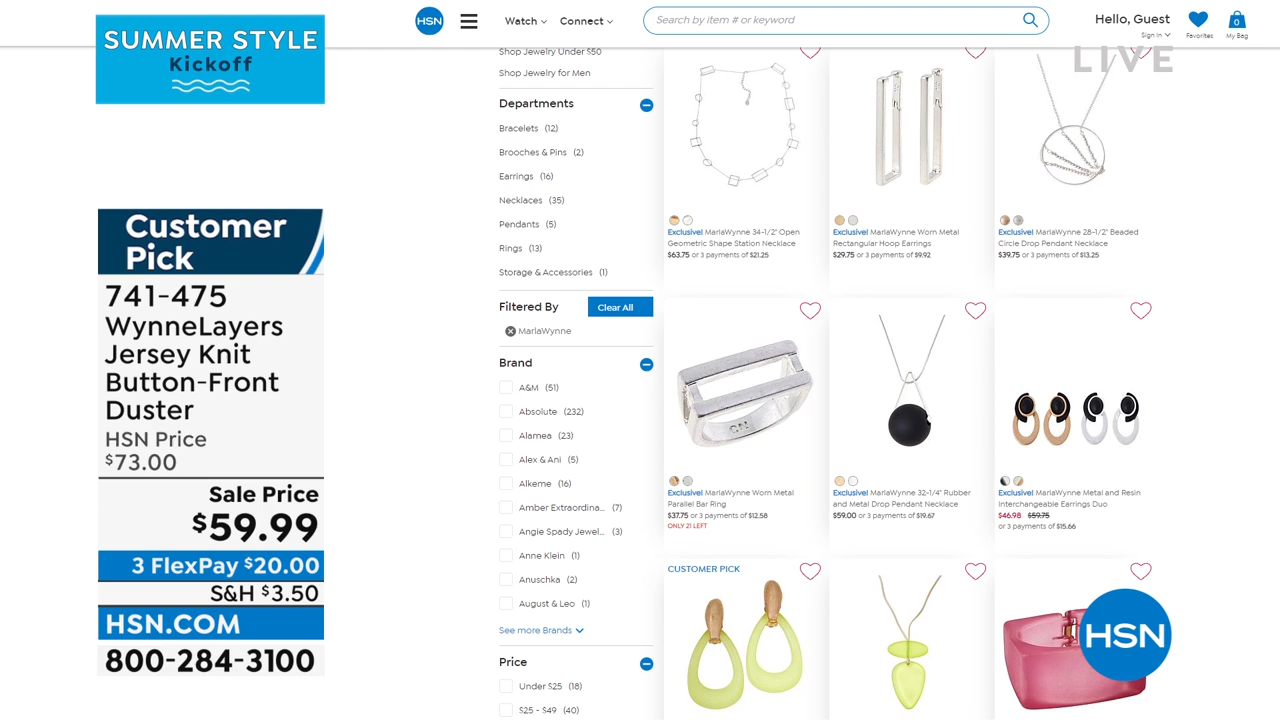 SUMMER STYLE
Kickoff
HSN
Watch
Connect
Search by item # or keyword
Hello, Guest
Sign in
Favorites
0
My Bag
LIVE
Customer
Pick
741-475
WynneLayers
Jersey Knit
Button-Front
Duster
HSN Price
$73.00
Sale Price
$59.99
3 FlexPay $20.00
S&H $3.50
HSN.COM
800-284-3100
Shop Jewelry Under $50
Shop Jewelry for Men
Departments
Bracelets (12)
Brooches & Pins (2)
Earrings (16)
Necklaces (35)
Pendants (5)
Rings (13)
Storage & Accessories (1)
Filtered By
Clear All
MarlaWynne
Brand
A&M (51)
Absolute (232)
Alamea (23)
Alex & Ani (5)
Alkeme (16)
Amber Extraordina... (7)
Angie Spady Jewel... (3)
Anne Klein (1)
Anuschka (2)
August & Leo (1)
See more Brands
Price
Under $25 (18)
$25 - $49 (40)
Exclusive! MarlaWynne 34-1/2" Open
Geometric Shape Station Necklace
$63.75 or 3 payments of $21.25
Exclusive! MarlaWynne Worn Metal
Rectangular Hoop Earrings
$29.75 or 3 payments of $9.92
Exclusive! MarlaWynne 28-1/2" Beaded
Circle Drop Pendant Necklace
$39.75 or 3 payments of $13.25
Exclusive! MarlaWynne Worn Metal
Parallel Bar Ring
$37.75 or 3 payments of $12.58
ONLY 21 LEFT
Exclusive! MarlaWynne 32-1/4" Rubber
and Metal Drop Pendant Necklace
$59.00 or 3 payments of $19.67
Exclusive! MarlaWynne Metal and Resin
Interchangeable Earrings Duo
$46.98 $59.75
or 3 payments of $15.66
CUSTOMER PICK
HSN